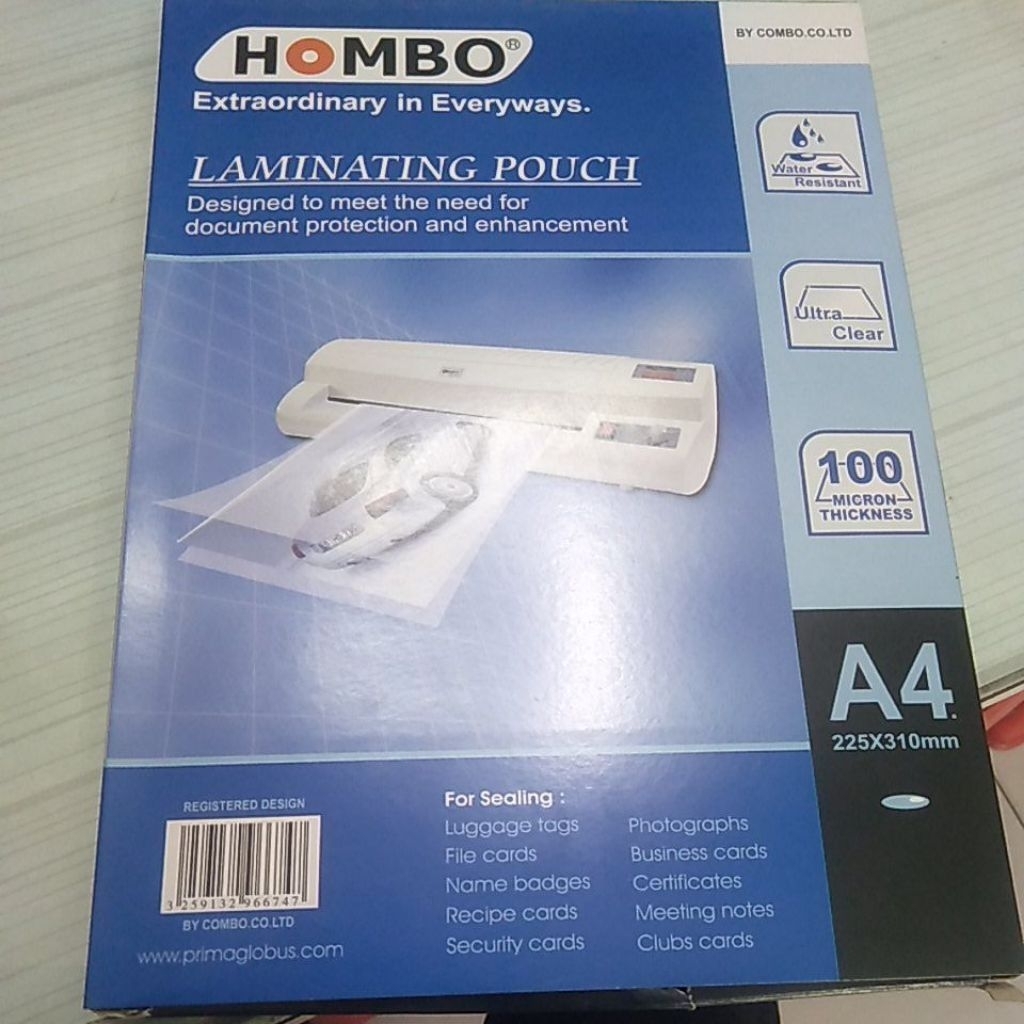 HOMBO®
Extraordinary in Everyways.
LAMINATING POUCH
Designed to meet the need for
document protection and enhancement
BY COMBO.CO.LTD
Water
Resistant
Ultra
Clear
100
MICRON
THICKNESS
A4.
225X310mm
REGISTERED DESIGN
3 259132 966747
BY COMBO.CO.LTD
www.primaglobus.com
For Sealing :
Luggage tags
File cards
Name badges
Recipe cards
Security cards
Photographs
Business cards
Certificates
Meeting notes
Clubs cards